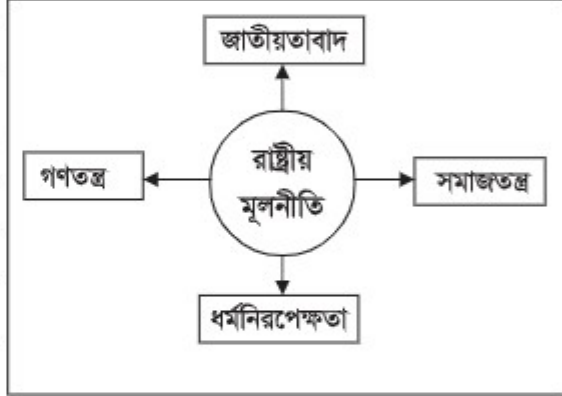 জাতীয়তাবাদ
গণতন্ত্র
রাষ্ট্রীয়
মূলনীতি
সমাজতন্ত্র
ধর্মনিরপেক্ষতা